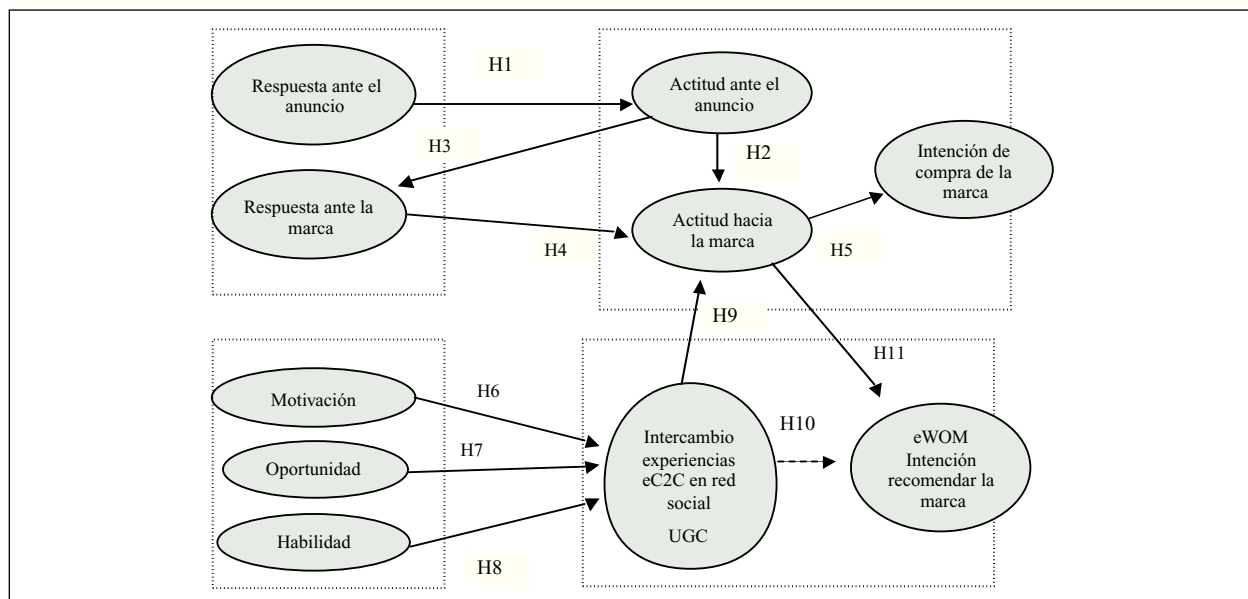 H1
Respuesta ante el
anuncio
Actitud ante el
anuncio
H3
H2
Intención de
compra de la
marca
Respuesta ante la
marca
Actitud hacia
la marca
H4
H5
H9
H11
Motivación
H6
H10
Oportunidad
H7
Intercambio
experiencias
eC2C en red
social
UGC
eWOM
Intención
recomendar la
marca
Habilidad
H8